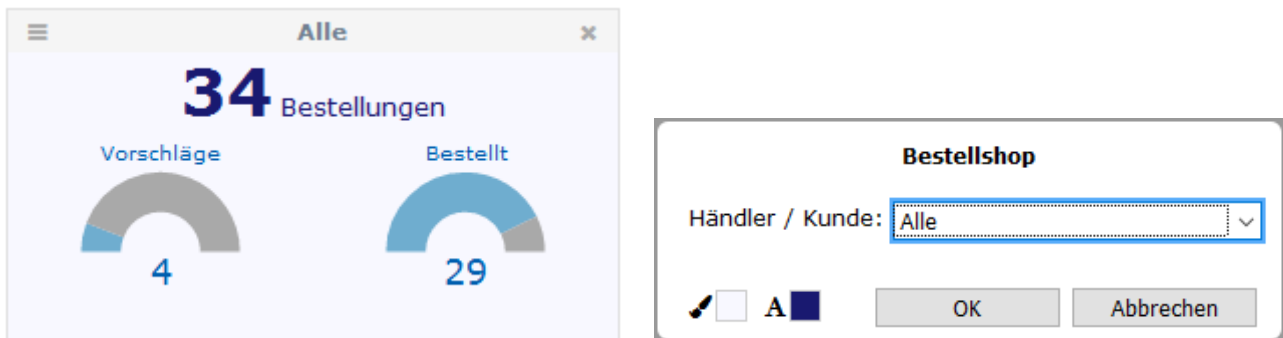 Alle
34 Bestellungen
Vorschläge
Bestellt
4
29
Bestellshop
Händler / Kunde: Alle
A
OK
Abbrechen